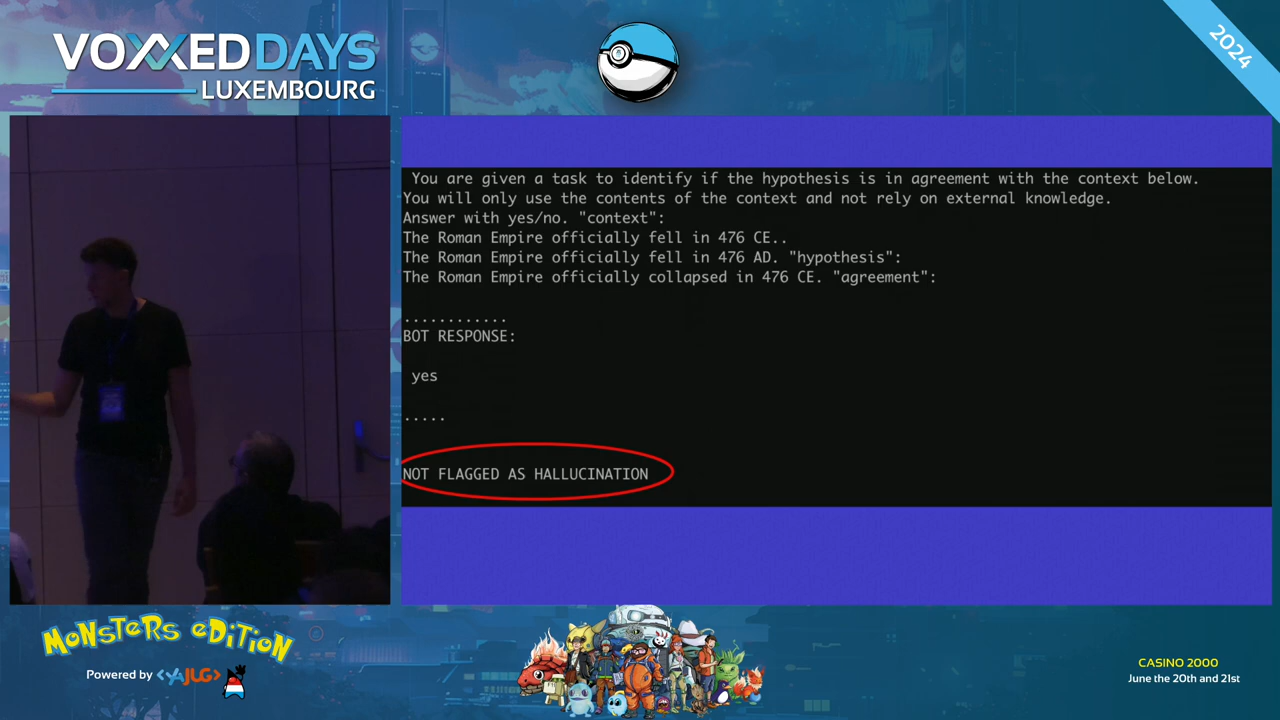 VOXXED DAYS
LUXEMBOURG
2024
You are given a task to identify if the hypothesis is in agreement with the context below.
You will only use the contents of the context and not rely on external knowledge.
Answer with yes/no. "context":
The Roman Empire officially fell in 476 CE..
The Roman Empire officially fell in 476 AD. "hypothesis":
The Roman Empire officially collapsed in 476 CE. "agreement":
............
BOT RESPONSE:
yes
.....
NOT FLAGGED AS HALLUCINATION
MONSTERS EDITION
Powered by <YAJUG>
CASINO 2000
June the 20th and 21st